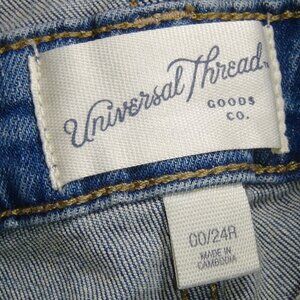 Universal Thread
GOODS
CO.
00/24R
MADE IN
CAMBODIA